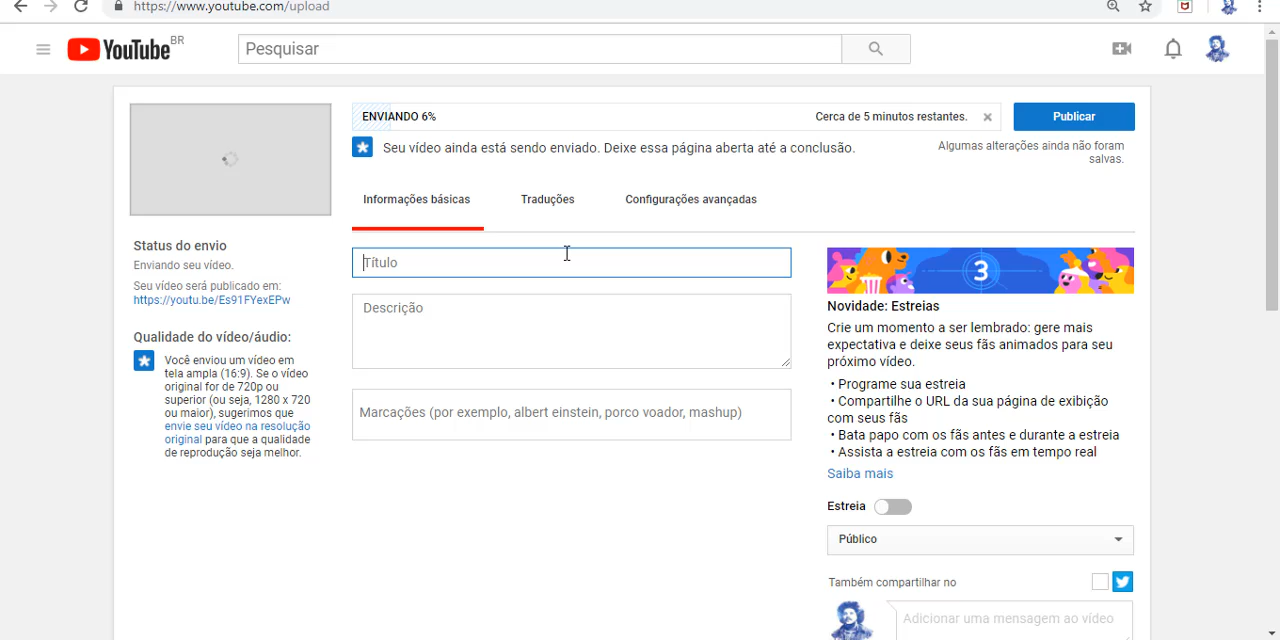 https://www.youtube.com/upload
YouTube BR
Pesquisar
ENVIANDO 6%
Cerca de 5 minutos restantes.
Publicar
Seu vídeo ainda está sendo enviado. Deixe essa página aberta até a conclusão.
Algumas alterações ainda não foram
salvas.
Informações básicas
Traduções
Configurações avançadas
Status do envio
Enviando seu vídeo.
Seu vídeo será publicado em:
https://youtu.be/Es91FYexEPw
Qualidade do vídeo/áudio:
Você enviou um vídeo em
tela ampla (16:9). Se o vídeo
original for de 720p ou
superior (ou seja, 1280 x 720
ou maior), sugerimos que
envie seu vídeo na resolução
original para que a qualidade
de reprodução seja melhor.
Título
Descrição
Marcações (por exemplo, albert einstein, porco voador, mashup)
3
Novidade: Estreias
Crie um momento a ser lembrado: gere mais
expectativa e deixe seus fãs animados para seu
próximo vídeo.
• Programe sua estreia
• Compartilhe o URL da sua página de exibição
com seus fãs
• Bata papo com os fãs antes e durante a estreia
• Assista a estreia com os fãs em tempo real
Saiba mais
Estreia
Público
Também compartilhar no
Adicionar uma mensagem ao vídeo